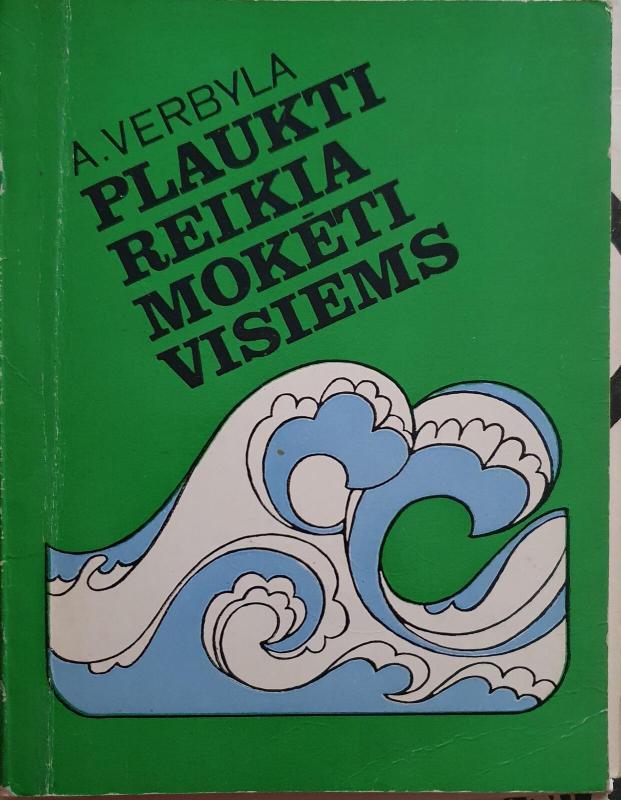 A. VERBYLA
PLAUKTI
REIKIA
MOKĖTI
VISIEMS